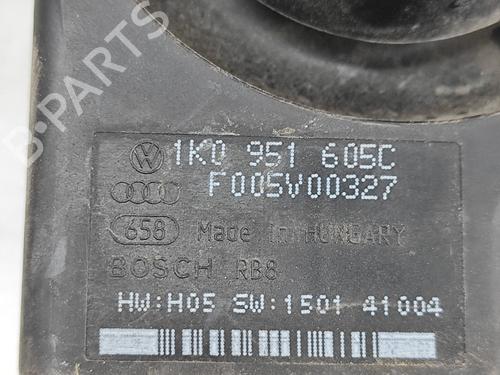 B-PARTS
1K0 951 605C
F005V00327
658 Made in HUNGARY
BOSCH RB8
HW:H05 SW:1501 41004